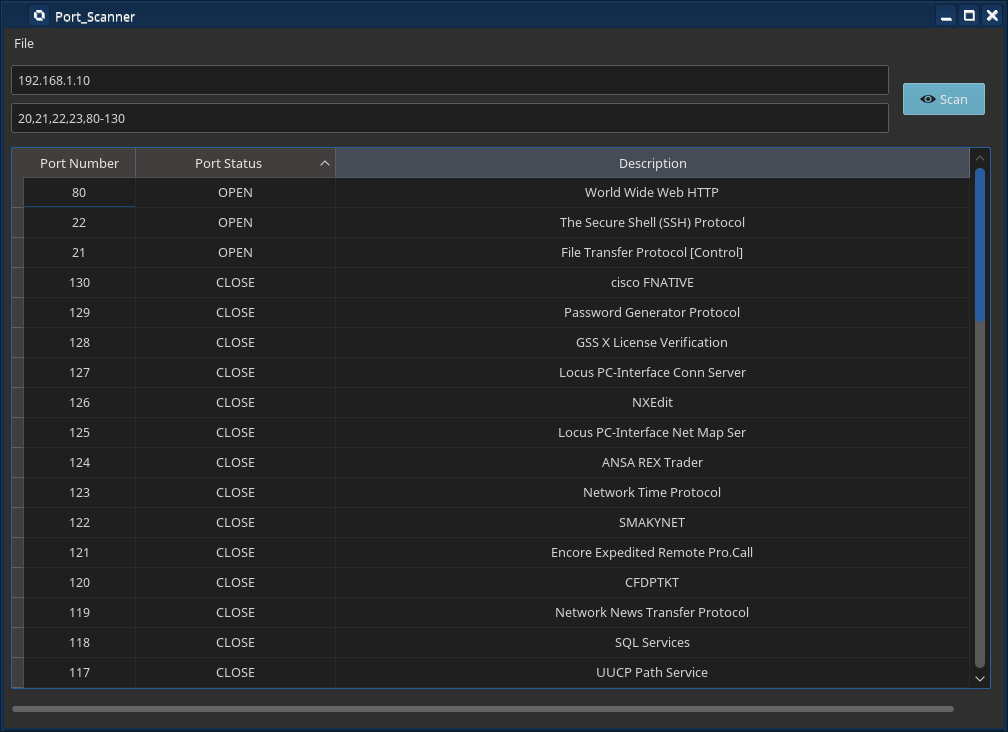 Port_Scanner
File
192.168.1.10
Scan
20,21,22,23,80-130
Port Number Port Status Description
80 OPEN World Wide Web HTTP
22 OPEN The Secure Shell (SSH) Protocol
21 OPEN File Transfer Protocol [Control]
130 CLOSE cisco FNATIVE
129 CLOSE Password Generator Protocol
128 CLOSE GSS X License Verification
127 CLOSE Locus PC-Interface Conn Server
126 CLOSE NXEdit
125 CLOSE Locus PC-Interface Net Map Ser
124 CLOSE ANSA REX Trader
123 CLOSE Network Time Protocol
122 CLOSE SMAKYNET
121 CLOSE Encore Expedited Remote Pro.Call
120 CLOSE CFDPTKT
119 CLOSE Network News Transfer Protocol
118 CLOSE SQL Services
117 CLOSE UUCP Path Service